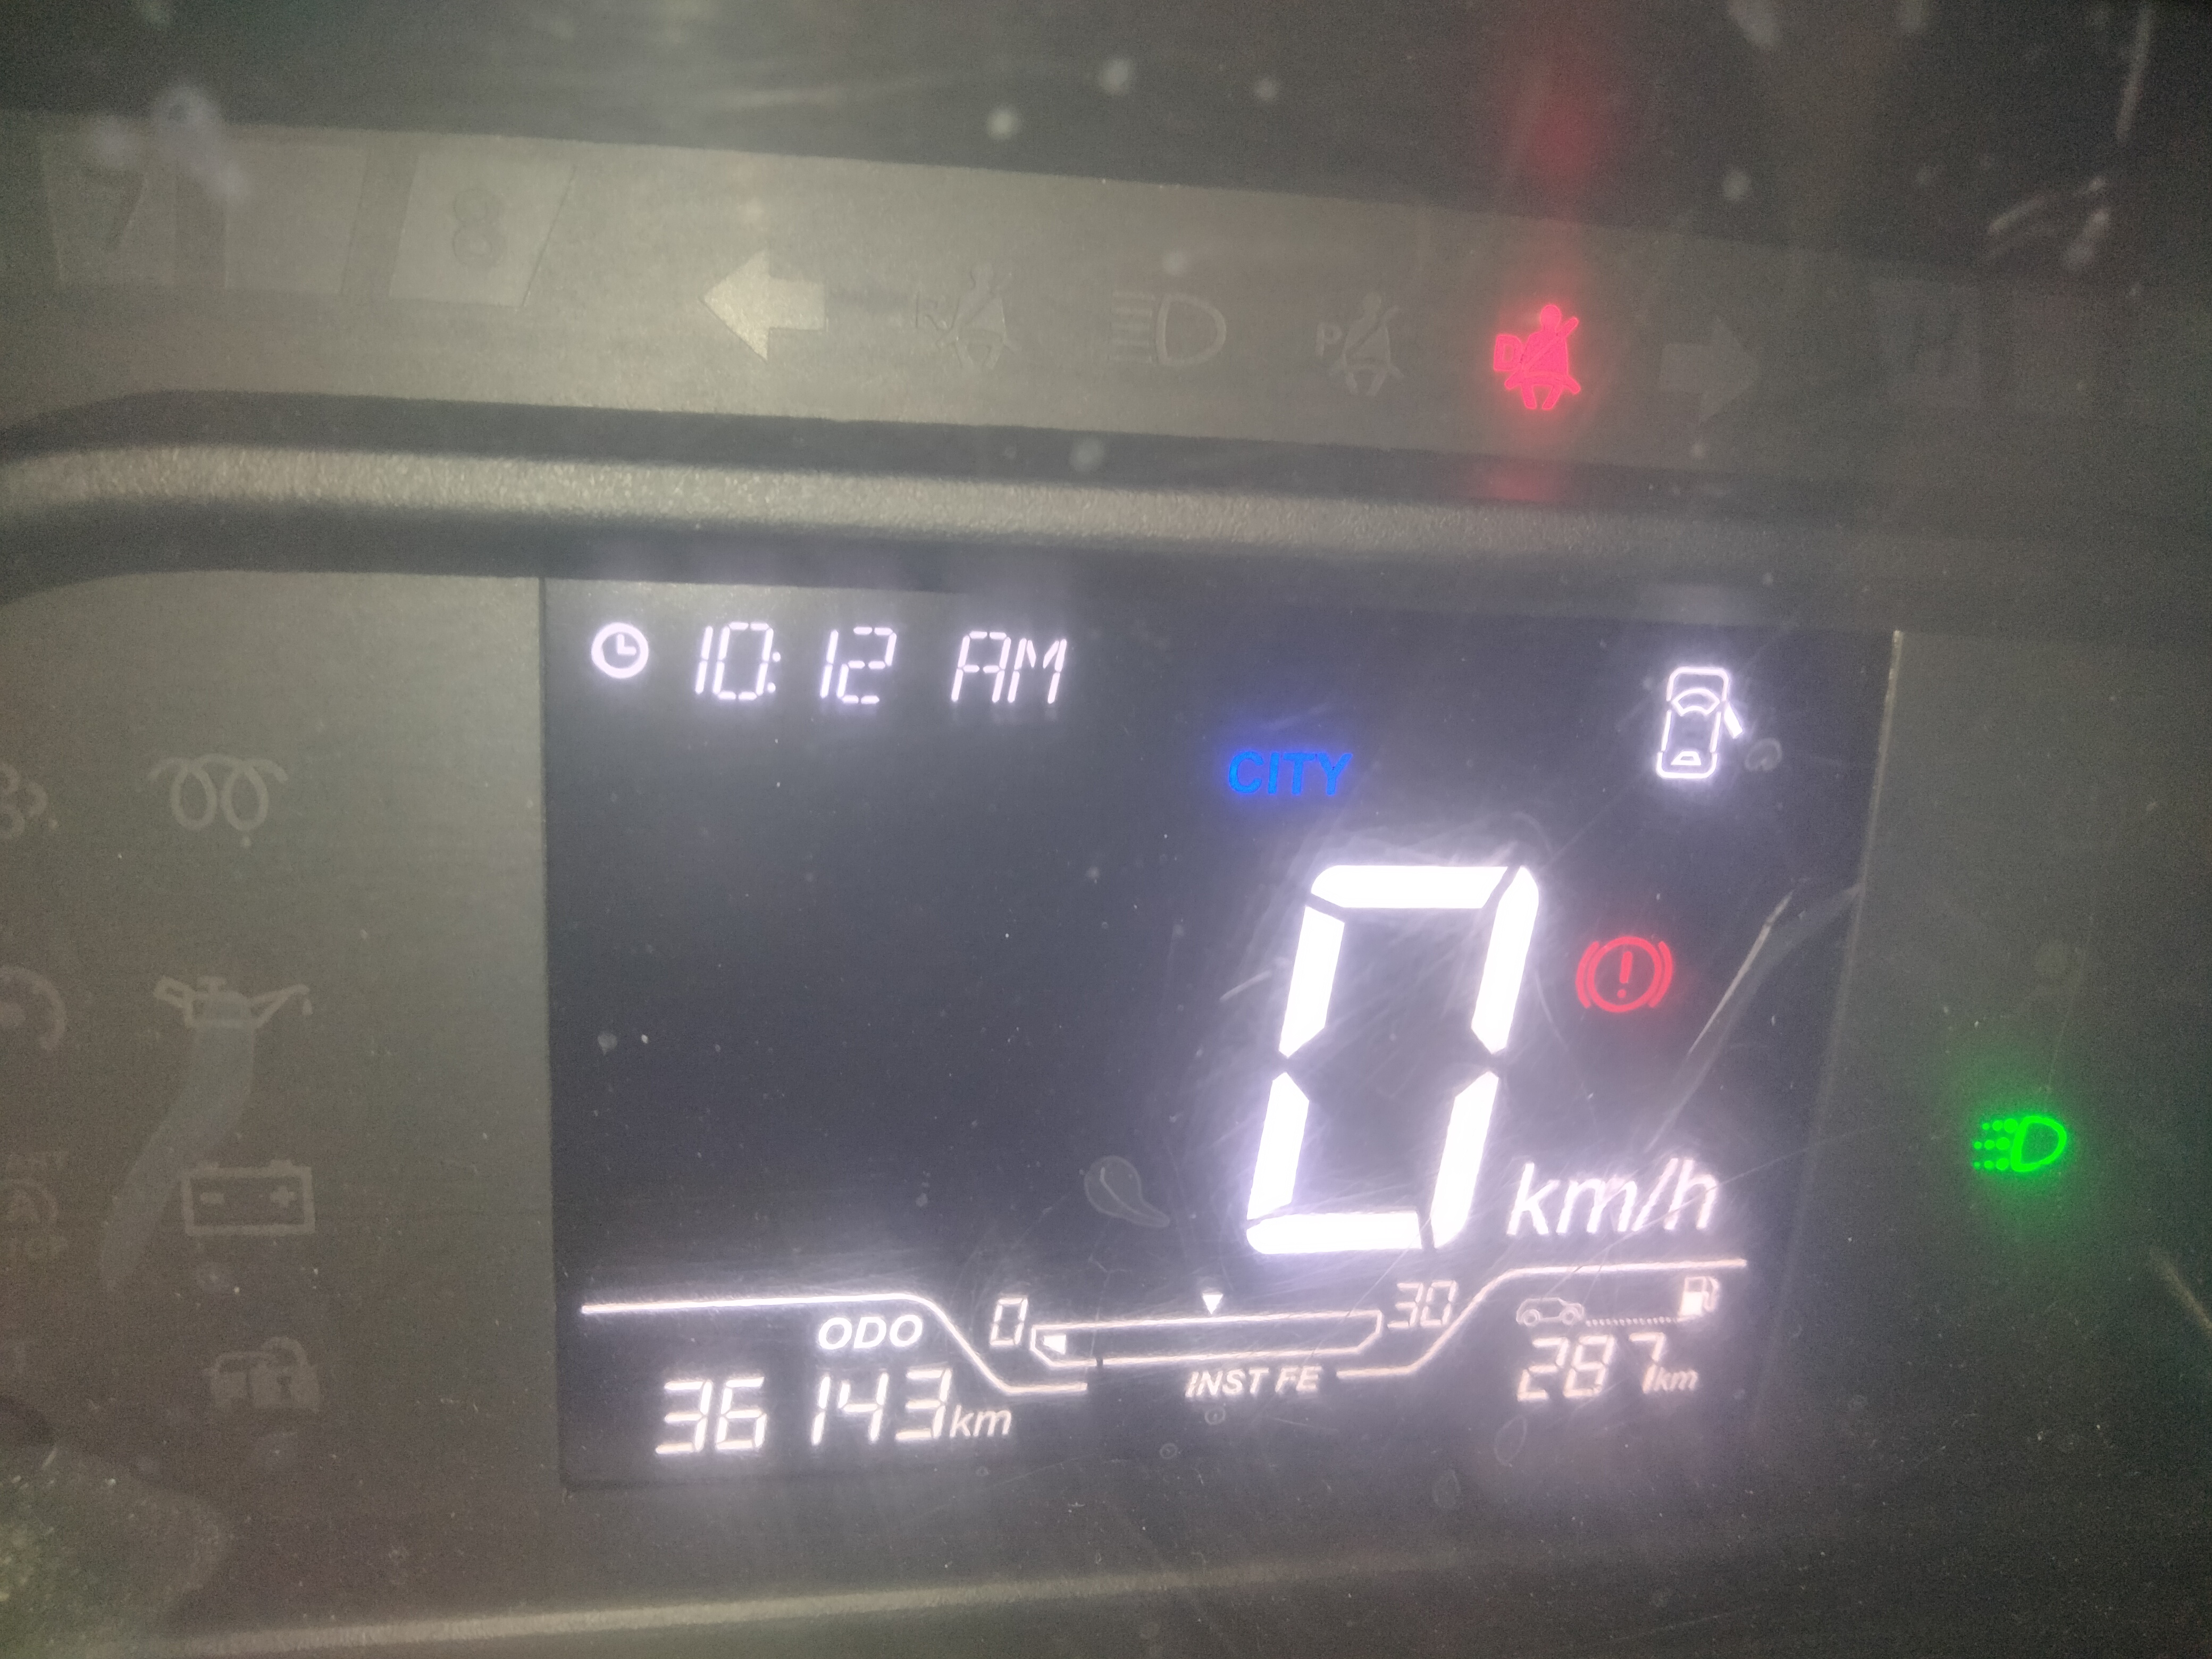 7 8
R P D
10:12 AM
CITY
0 km/h
ODO 0 30
36143km INST FE 287km